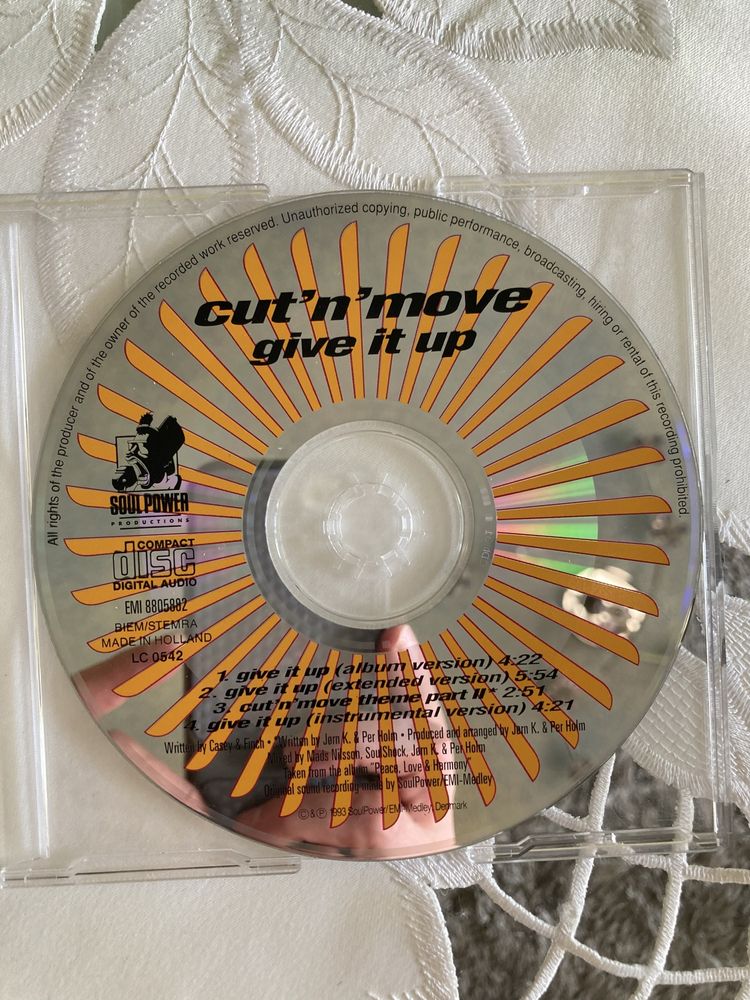 All rights of the producer and of the owner of the recorded work reserved. Unauthorized copying, public performance, broadcasting, hiring or rental of this recording prohibited.
cut'n'move
give it up
SOUL POWER
PRODUCTIONS
COMPACT
disc
DIGITAL AUDIO
EMI 8805882
BIEM/STEMRA
MADE IN HOLLAND
LC 0542
1. give it up (album version) 4:22
2. give it up (extended version) 5:54
3. cut'n'move theme part II* 2:51
4. give it up (instrumental version) 4:21
Written by Casey & Finch • *Written by Jørn K. & Per Holm • Produced and arranged by Jørn K. & Per Holm
Mixed by Mads Nilsson, SoulShock, Jørn K. & Per Holm
Taken from the album "Peace, Love & Harmony"
Original sound recording made by SoulPower/EMI-Medley
© & ℗ 1993 SoulPower/EMI-Medley, Denmark